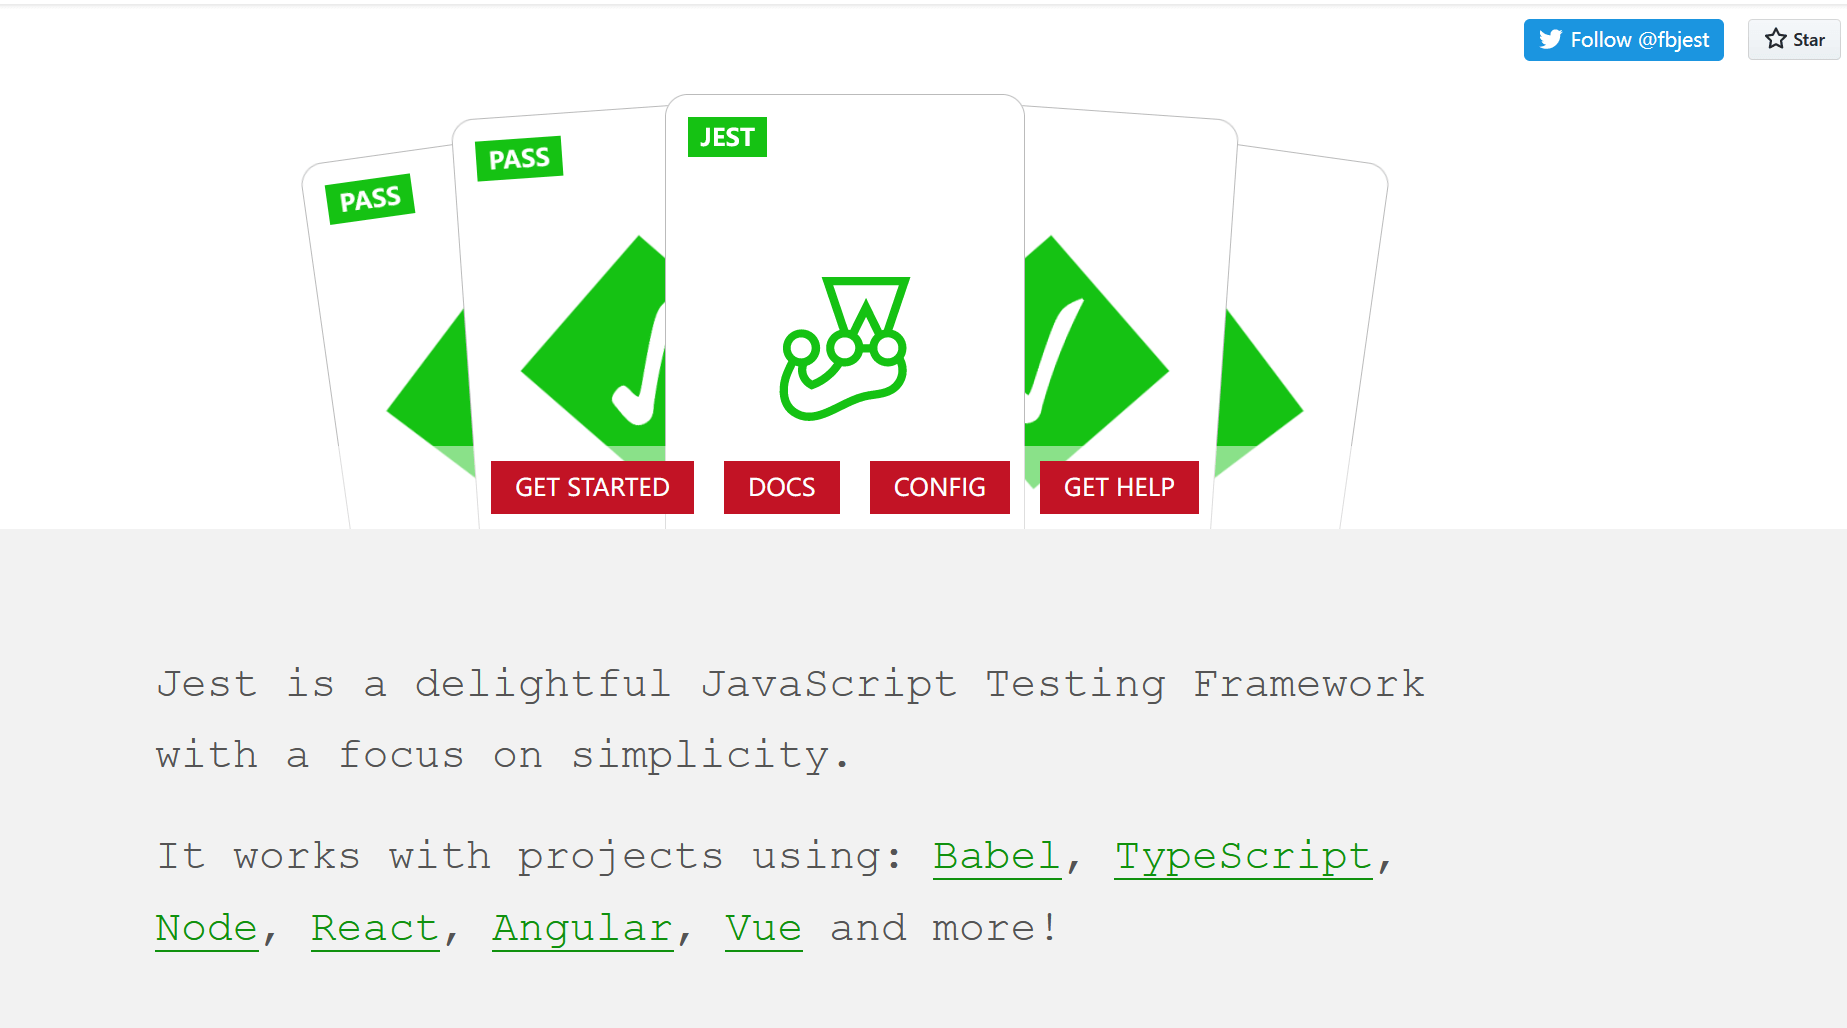 Follow @fbjest
Star
PASS
PASS
JEST
GET STARTED
DOCS
CONFIG
GET HELP
Jest is a delightful JavaScript Testing Framework
with a focus on simplicity.
It works with projects using: Babel, TypeScript,
Node, React, Angular, Vue and more!